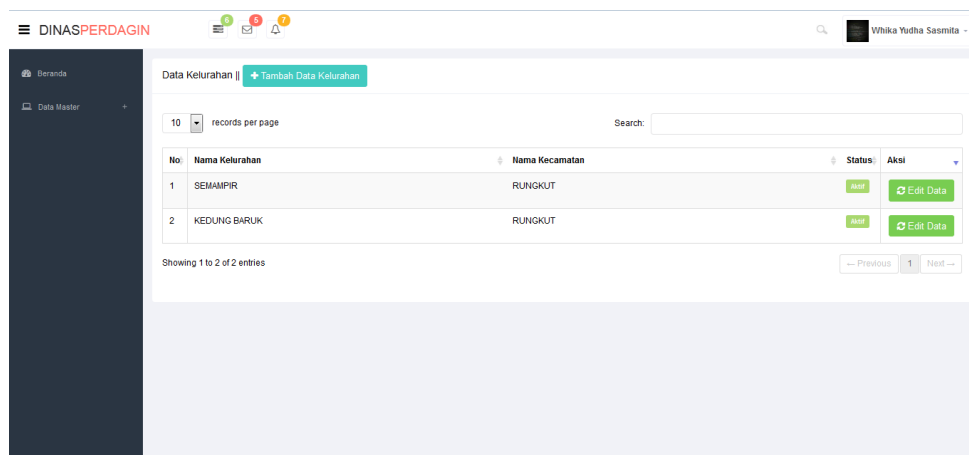 DINASPERDAGIN 6 5 7 Whika Yudha Sasmita
Beranda
Data Master +
Data Kelurahan || + Tambah Data Kelurahan
10 records per page Search:
No Nama Kelurahan Nama Kecamatan Status Aksi
1 SEMAMPIR RUNGKUT Aktif Edit Data
2 KEDUNG BARUK RUNGKUT Aktif Edit Data
Showing 1 to 2 of 2 entries ← Previous 1 Next →